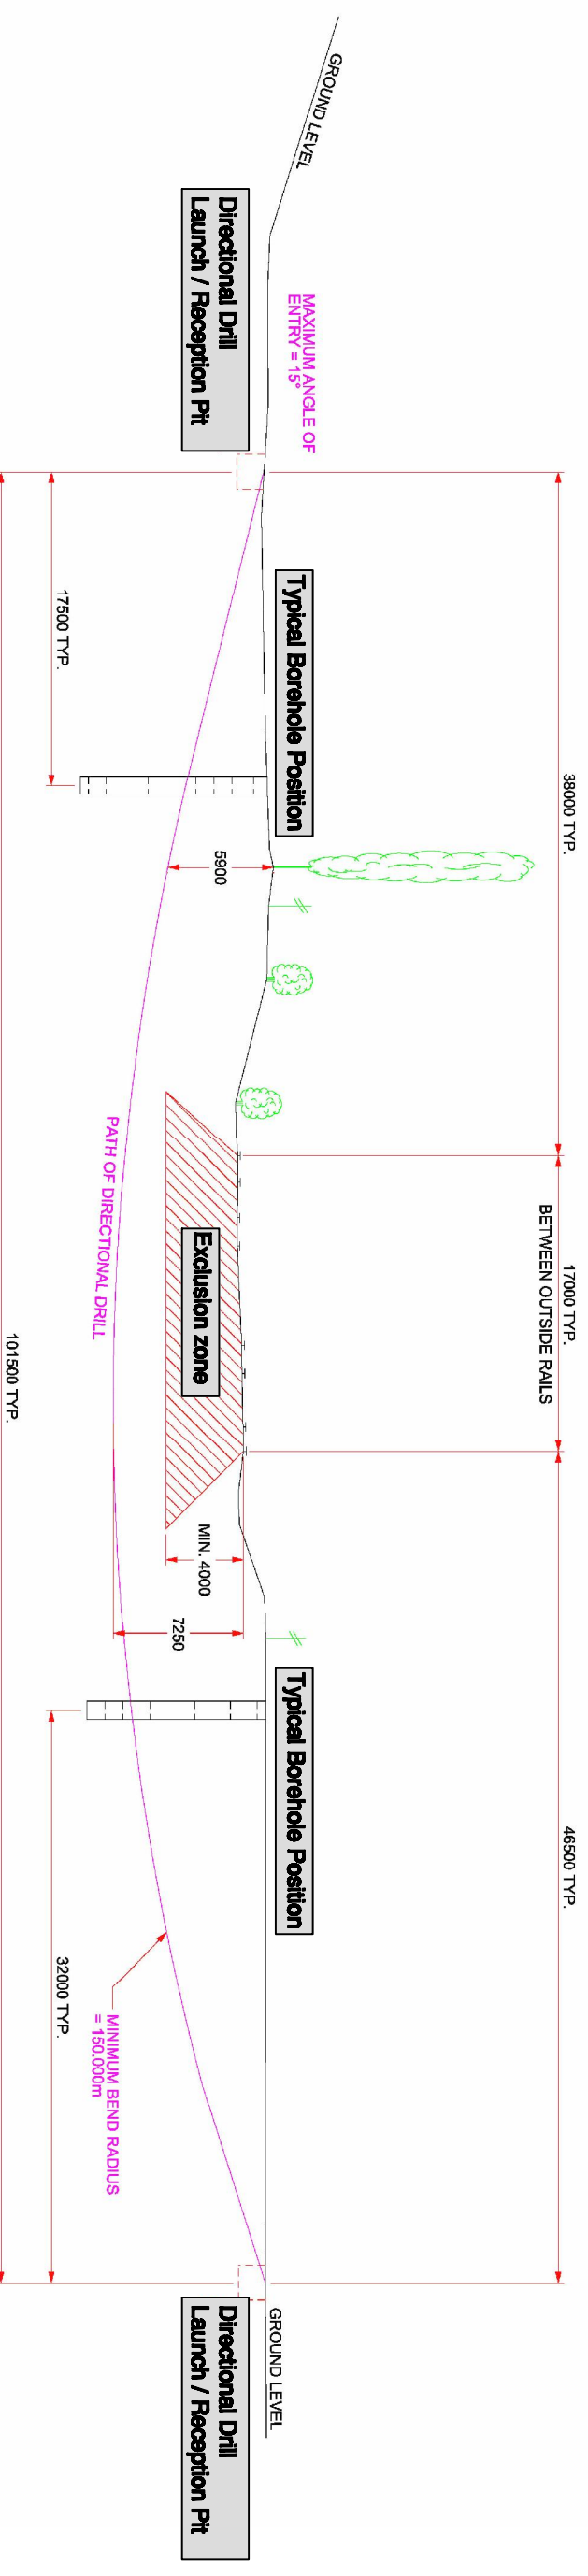 GROUND LEVEL
Directional Drill
Launch / Reception Pit
MAXIMUM ANGLE OF
ENTRY = 15°
38000 TYP.
17000 TYP.
BETWEEN OUTSIDE RAILS
46500 TYP.
Typical Borehole Position
17500 TYP.
5900
PATH OF DIRECTIONAL DRILL
Exclusion zone
MIN. 4000
7250
Typical Borehole Position
32000 TYP.
MINIMUM BEND RADIUS
= 150.000m
101500 TYP.
GROUND LEVEL
Directional Drill
Launch / Reception Pit